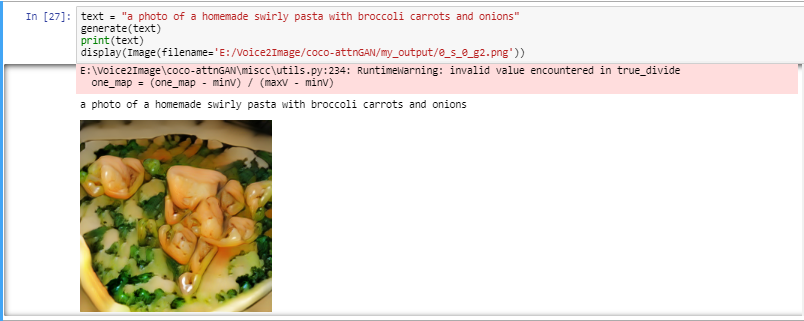 In [27]: text = "a photo of a homemade swirly pasta with broccoli carrots and onions"
generate(text)
print(text)
display(Image(filename='E:/Voice2Image/coco-attnGAN/my_output/0_s_0_g2.png'))
E:\Voice2Image\coco-attnGAN\miscc\utils.py:234: RuntimeWarning: invalid value encountered in true_divide
one_map = (one_map - minV) / (maxV - minV)
a photo of a homemade swirly pasta with broccoli carrots and onions